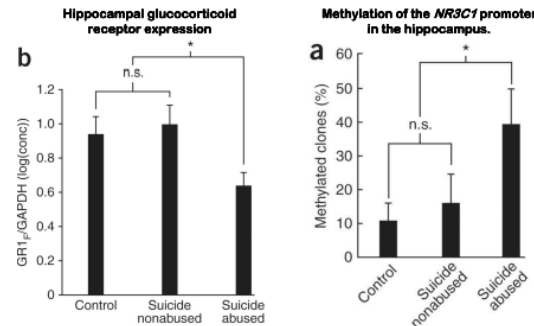 Hippocampal glucocorticoid
receptor expression
b
*
n.s.
GR1F/GAPDH (log(conc))
1.2
1.0
0.8
0.6
0.4
0.2
0
Control
Suicide
nonabused
Suicide
abused
Methylation of the NR3C1 promoter
in the hippocampus.
a
*
n.s.
Methylated clones (%)
60
50
40
30
20
10
0
Control
Suicide
nonabused
Suicide
abused